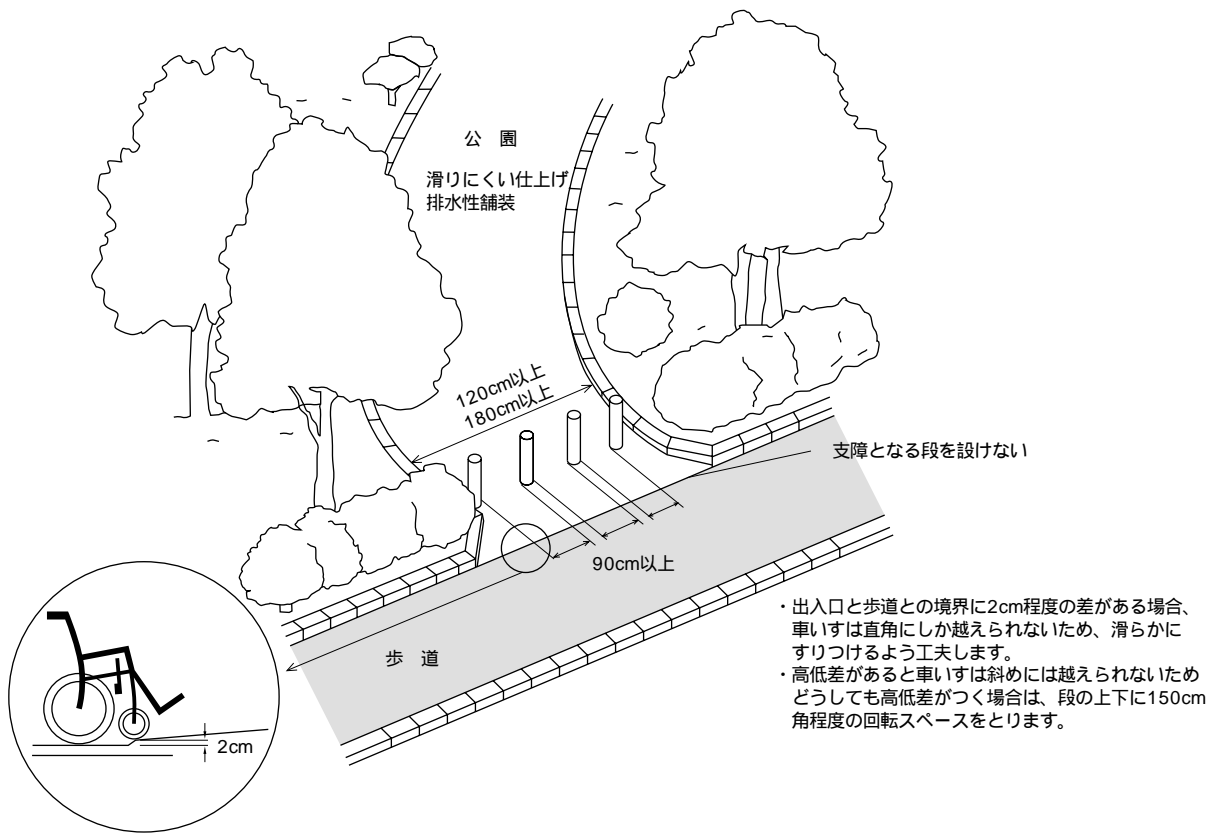 公 園
滑りにくい仕上げ
排水性舗装
120cm以上
180cm以上
支障となる段を設けない
90cm以上
歩 道
2cm
・出入口と歩道との境界に2cm程度の差がある場合、
車いすは直角にしか越えられないため、滑らかに
すりつけるよう工夫します。
・高低差があると車いすは斜めには越えられないため
どうしても高低差がつく場合は、段の上下に150cm
角程度の回転スペースをとります。